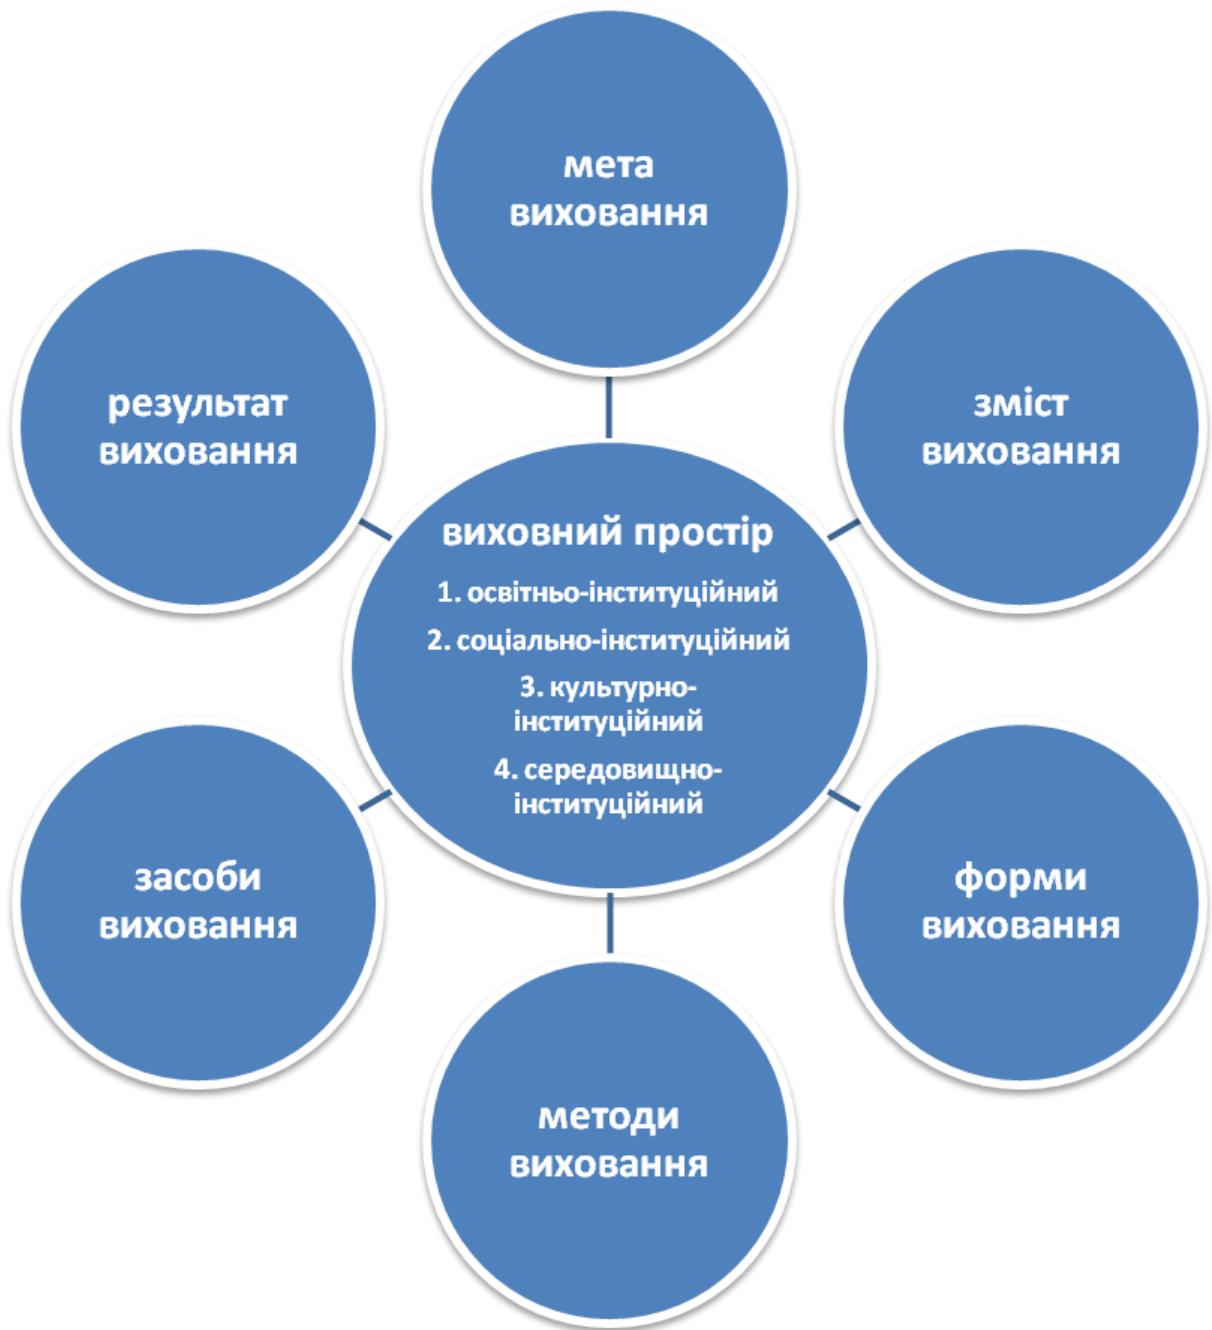 мета
виховання
результат
виховання
зміст
виховання
виховний простір
1. освітньо-інституційний
2. соціально-інституційний
3. культурно-
інституційний
4. середовищно-
інституційний
засоби
виховання
форми
виховання
методи
виховання